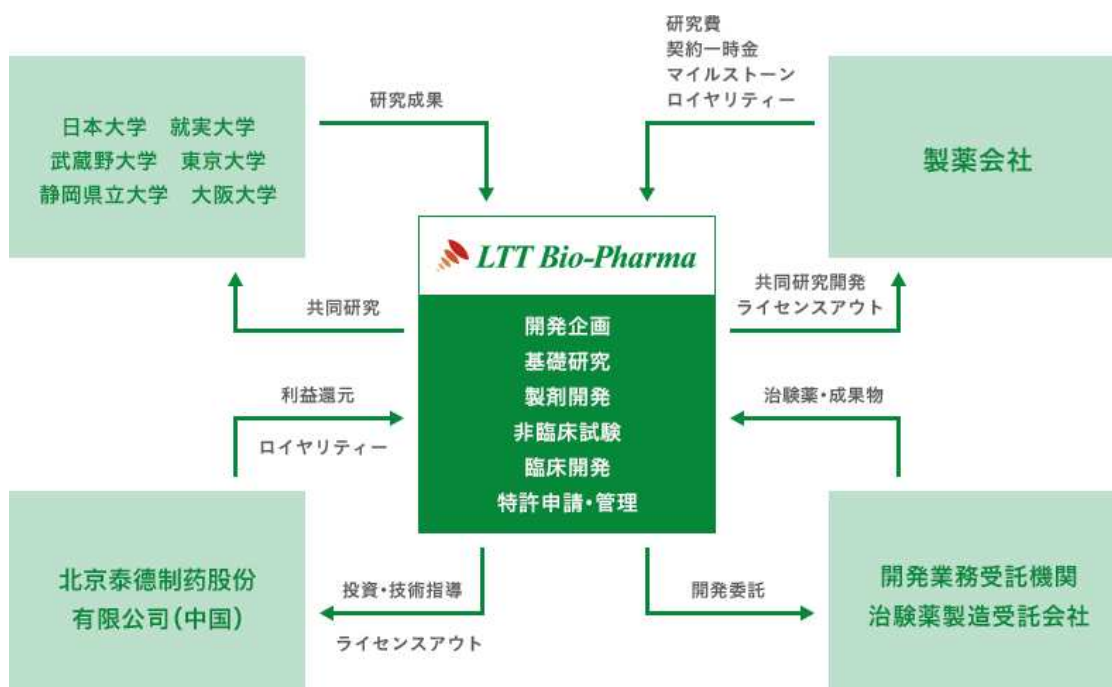 研究費
契約一時金
マイルストーン
ロイヤリティー
研究成果
日本大学　就実大学
武蔵野大学　東京大学
静岡県立大学　大阪大学
製薬会社
LTT Bio-Pharma
共同研究
共同研究開発
ライセンスアウト
開発企画
基礎研究
製剤開発
非臨床試験
臨床開発
特許申請・管理
利益還元
ロイヤリティー
治験薬・成果物
北京泰德制药股份
有限公司（中国）
投資・技術指導
ライセンスアウト
開発委託
開発業務受託機関
治験薬製造受託会社